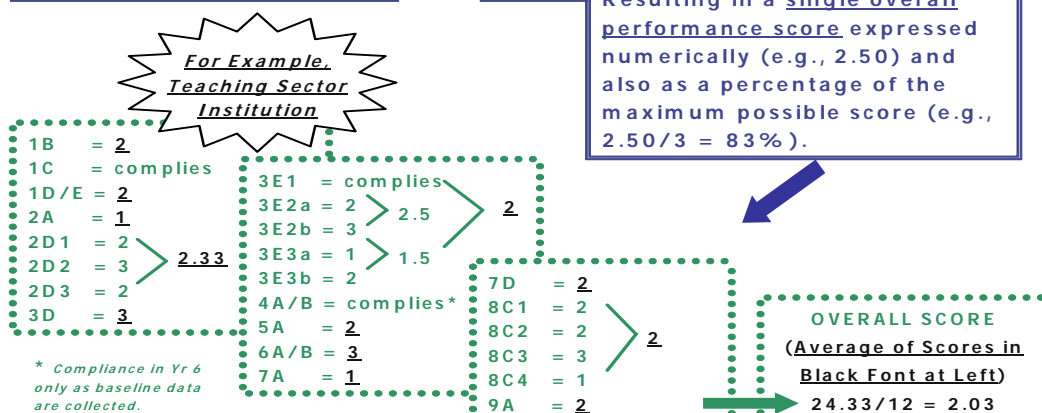 Resulting in a single overall
performance score expressed
numerically (e.g., 2.50) and
also as a percentage of the
maximum possible score (e.g.,
2.50/3 = 83%).
For Example,
Teaching Sector
Institution
1B = 2
1C = complies
1D/E = 2
2A = 1
2D1 = 2
2D2 = 3
2D3 = 2
2.33
3D = 3
* Compliance in Yr 6
only as baseline data
are collected.
3E1 = complies
3E2a = 2
3E2b = 3
2.5
3E3a = 1
3E3b = 2
1.5
2
4A/B = complies*
5A = 2
6A/B = 3
7A = 1
7D = 2
8C1 = 2
8C2 = 2
8C3 = 3
8C4 = 1
2
9A = 2
OVERALL SCORE
(Average of Scores in
Black Font at Left)
24.33/12 = 2.03